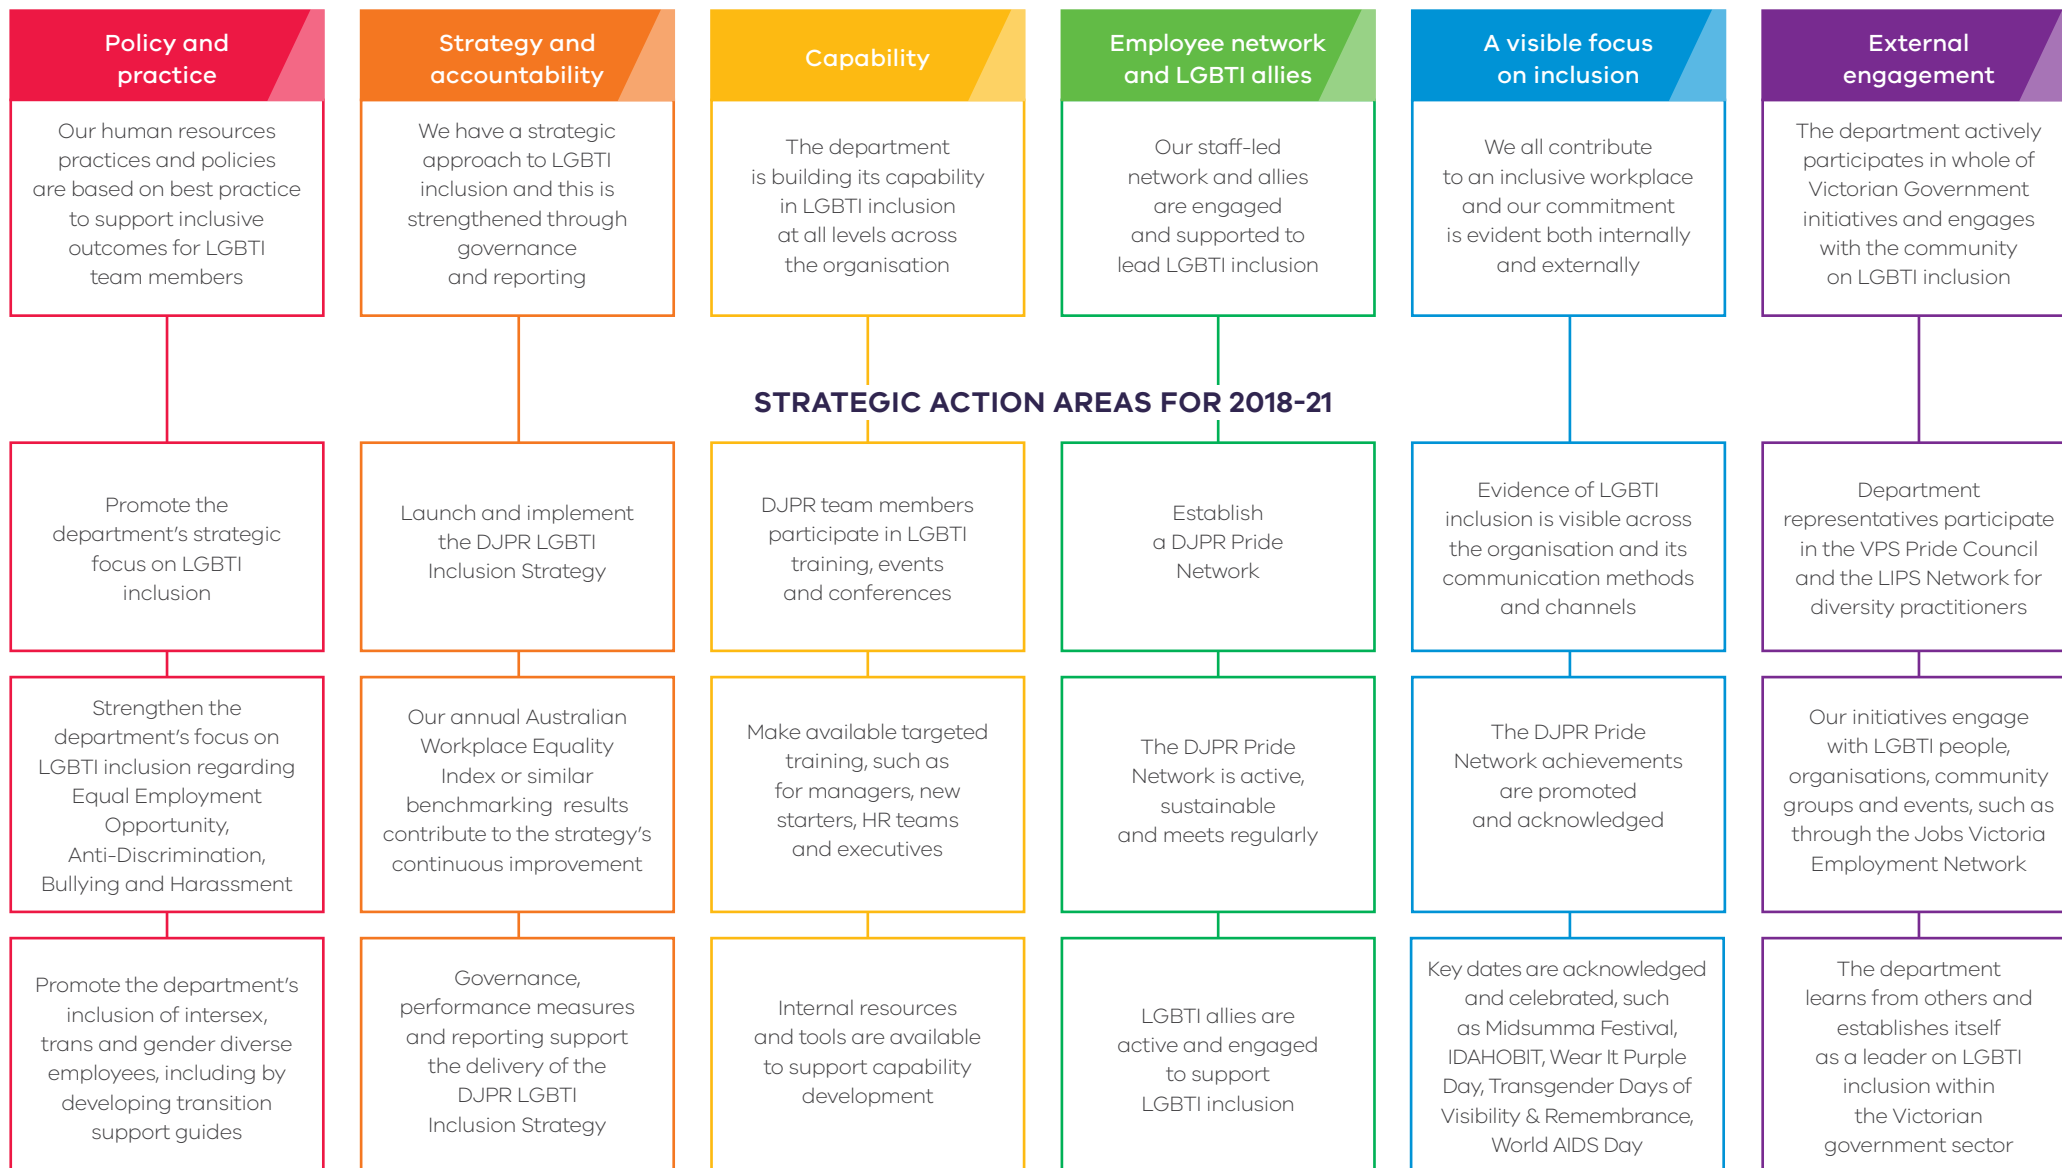 Policy and
practice
Our human resources
practices and policies
are based on best practice
to support inclusive
outcomes for LGBTI
team members
Strategy and
accountability
We have a strategic
approach to LGBTI
inclusion and this is
strengthened through
governance
and reporting
Capability
The department
is building its capability
in LGBTI inclusion
at all levels across
the organisation
Employee network
and LGBTI allies
Our staff-led
network and allies
are engaged
and supported to
lead LGBTI inclusion
A visible focus
on inclusion
We all contribute
to an inclusive workplace
and our commitment
is evident both internally
and externally
External
engagement
The department actively
participates in whole of
Victorian Government
initiatives and engages
with the community
on LGBTI inclusion
STRATEGIC ACTION AREAS FOR 2018-21
Promote the
department's strategic
focus on LGBTI
inclusion
Launch and implement
the DJPR LGBTI
Inclusion Strategy
DJPR team members
participate in LGBTI
training, events
and conferences
Establish
a DJPR Pride
Network
Evidence of LGBTI
inclusion is visible across
the organisation and its
communication methods
and channels
Department
representatives participate
in the VPS Pride Council
and the LIPS Network for
diversity practitioners
Strengthen the
department's focus on
LGBTI inclusion regarding
Equal Employment
Opportunity,
Anti-Discrimination,
Bullying and Harassment
Our annual Australian
Workplace Equality
Index or similar
benchmarking results
contribute to the strategy's
continuous improvement
Make available targeted
training, such as
for managers, new
starters, HR teams
and executives
The DJPR Pride
Network is active,
sustainable
and meets regularly
The DJPR Pride
Network achievements
are promoted
and acknowledged
Our initiatives engage
with LGBTI people,
organisations, community
groups and events, such as
through the Jobs Victoria
Employment Network
Promote the department's
inclusion of intersex,
trans and gender diverse
employees, including by
developing transition
support guides
Governance,
performance measures
and reporting support
the delivery of the
DJPR LGBTI
Inclusion Strategy
Internal resources
and tools are available
to support capability
development
LGBTI allies are
active and engaged
to support
LGBTI inclusion
Key dates are acknowledged
and celebrated, such
as Midsumma Festival,
IDAHOBIT, Wear It Purple
Day, Transgender Days of
Visibility & Remembrance,
World AIDS Day
The department
learns from others and
establishes itself
as a leader on LGBTI
inclusion within
the Victorian
government sector